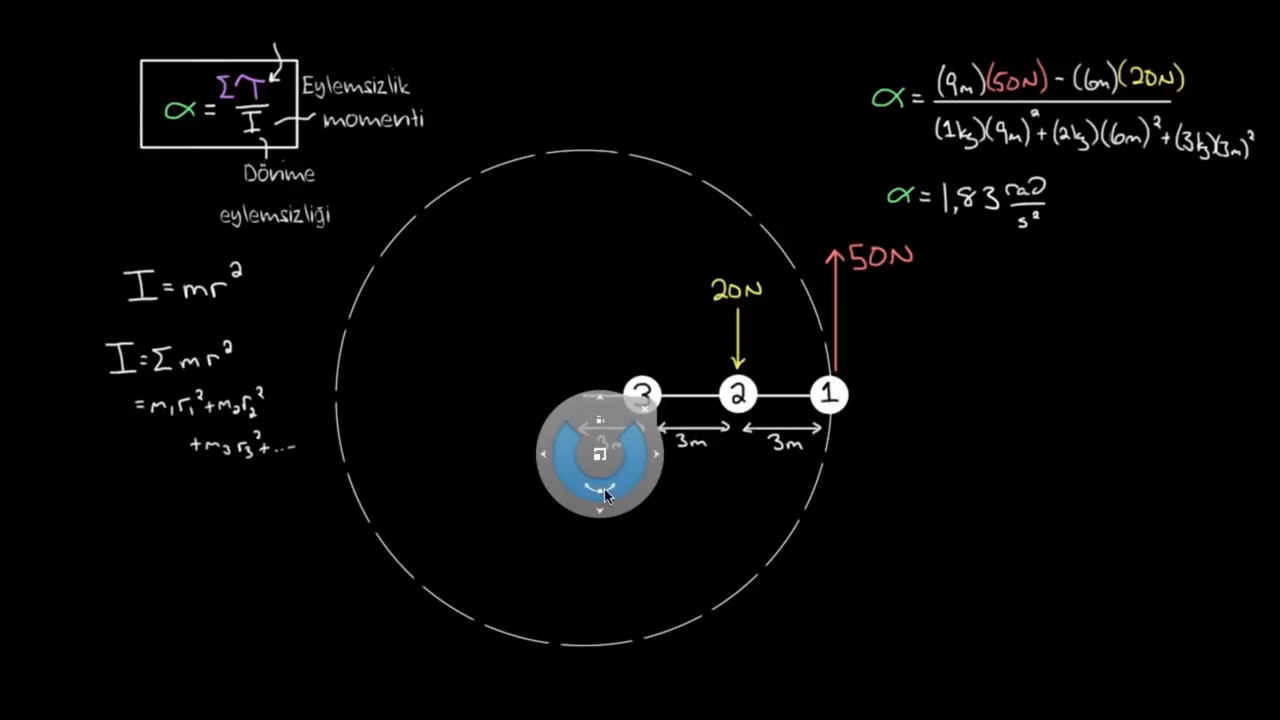 α = Στ / I
Eylemsizlik
momenti
Dönme
eylemsizliği
I = mr²
I = Σmr²
= m₁r₁² + m₂r₂²
+ m₃r₃² + ...
α = (9m)(50N) - (6m)(20N) / (1kg)(9m)² + (2kg)(6m)² + (3kg)(3m)²
α = 1,83 rad/s²
50N
20N
3 2 1
3m 3m 3m